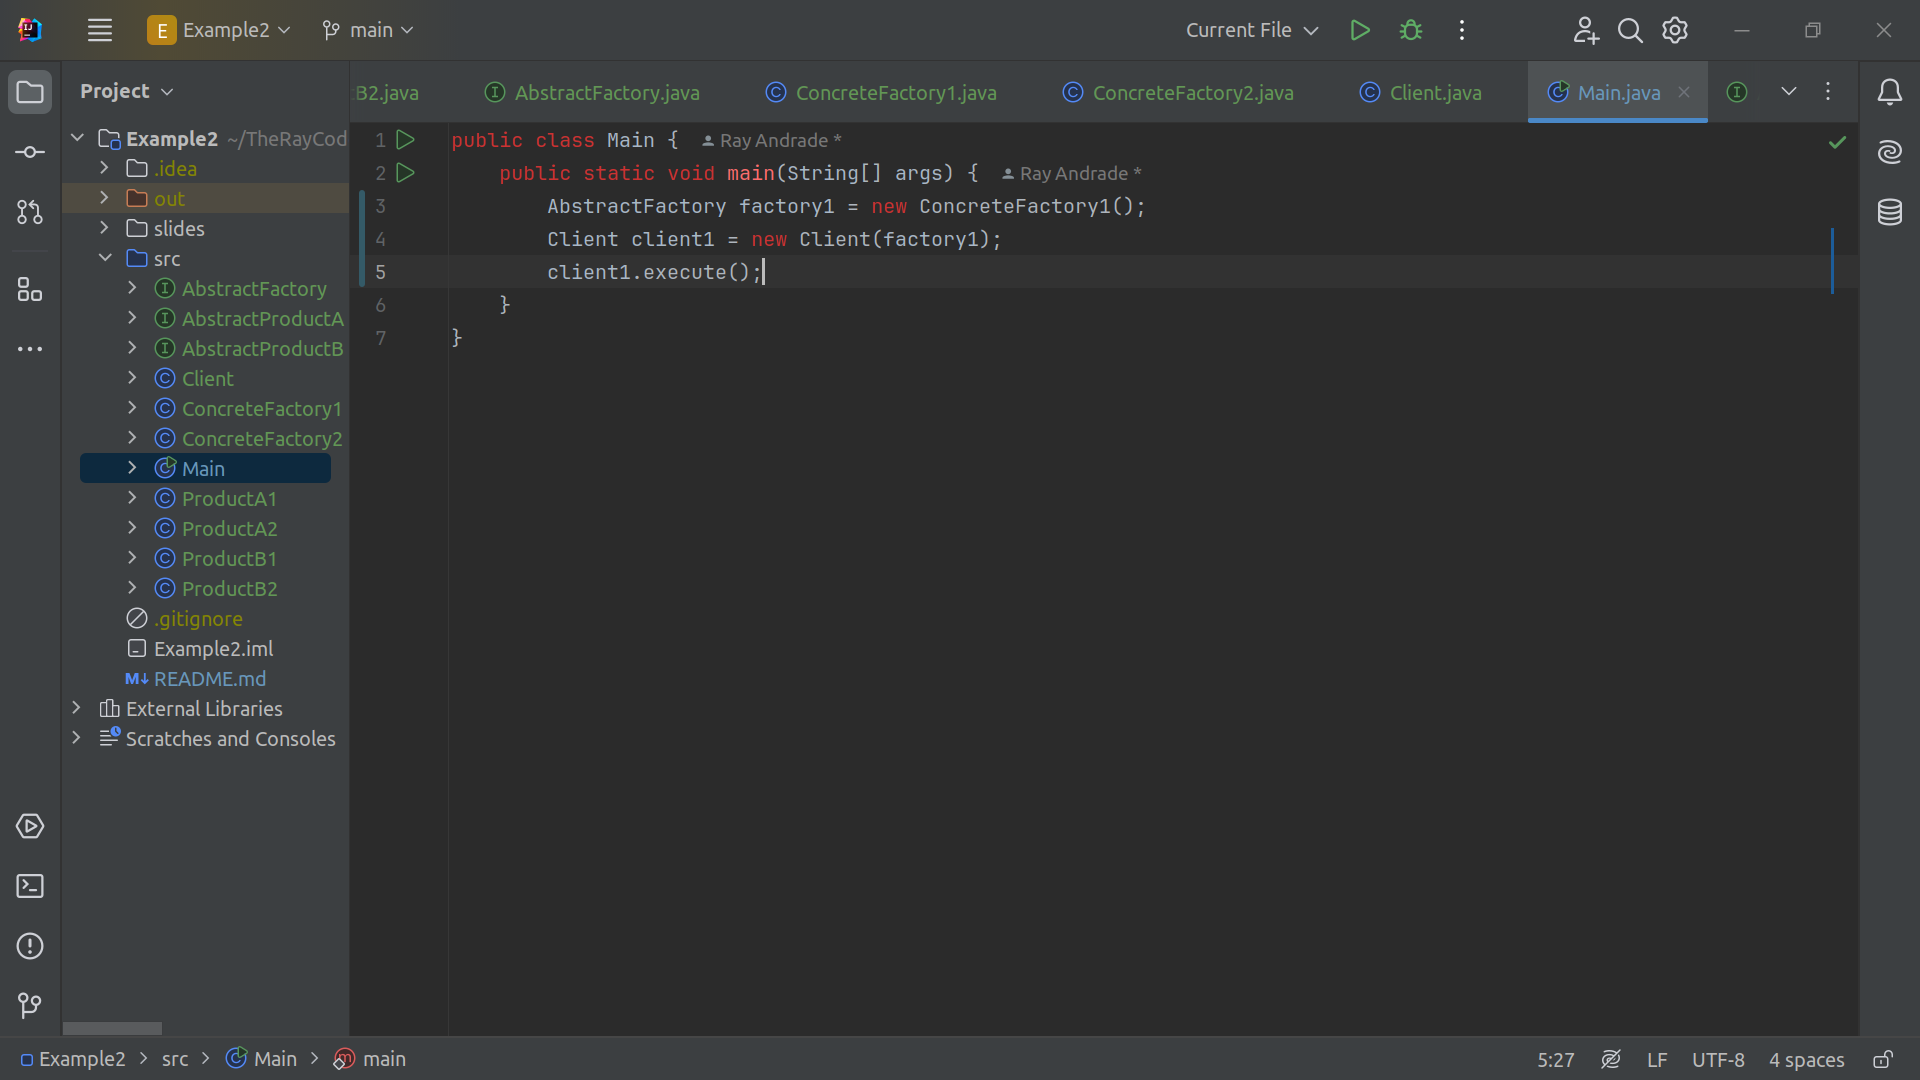 E Example2 main Current File
Project
B2.java AbstractFactory.java ConcreteFactory1.java ConcreteFactory2.java Client.java Main.java
Example2 ~/TheRayCod
.idea
out
slides
src
AbstractFactory
AbstractProductA
AbstractProductB
Client
ConcreteFactory1
ConcreteFactory2
Main
ProductA1
ProductA2
ProductB1
ProductB2
.gitignore
Example2.iml
README.md
External Libraries
Scratches and Consoles
1 public class Main { Ray Andrade *
2 public static void main(String[] args) { Ray Andrade *
3 AbstractFactory factory1 = new ConcreteFactory1();
4 Client client1 = new Client(factory1);
5 client1.execute();
6 }
7 }
Example2 > src > Main > main 5:27 LF UTF-8 4 spaces